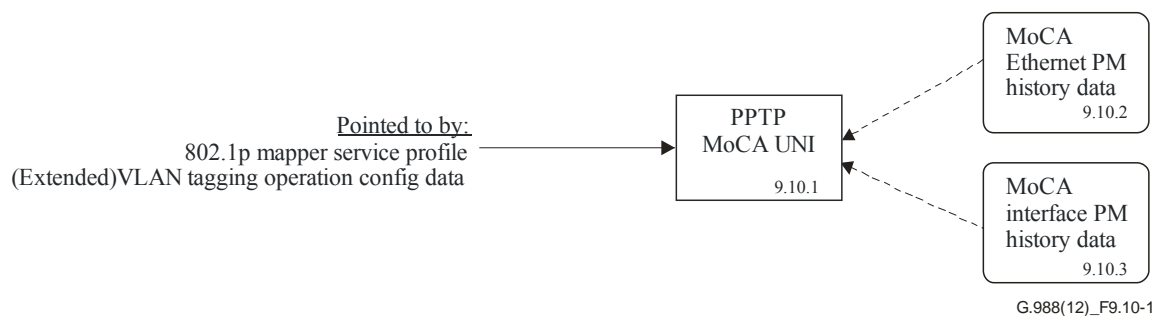 Pointed to by:
802.1p mapper service profile
(Extended)VLAN tagging operation config data
PPTP
MoCA UNI
9.10.1
MoCA
Ethernet PM
history data
9.10.2
MoCA
interface PM
history data
9.10.3
G.988(12)_F9.10-1